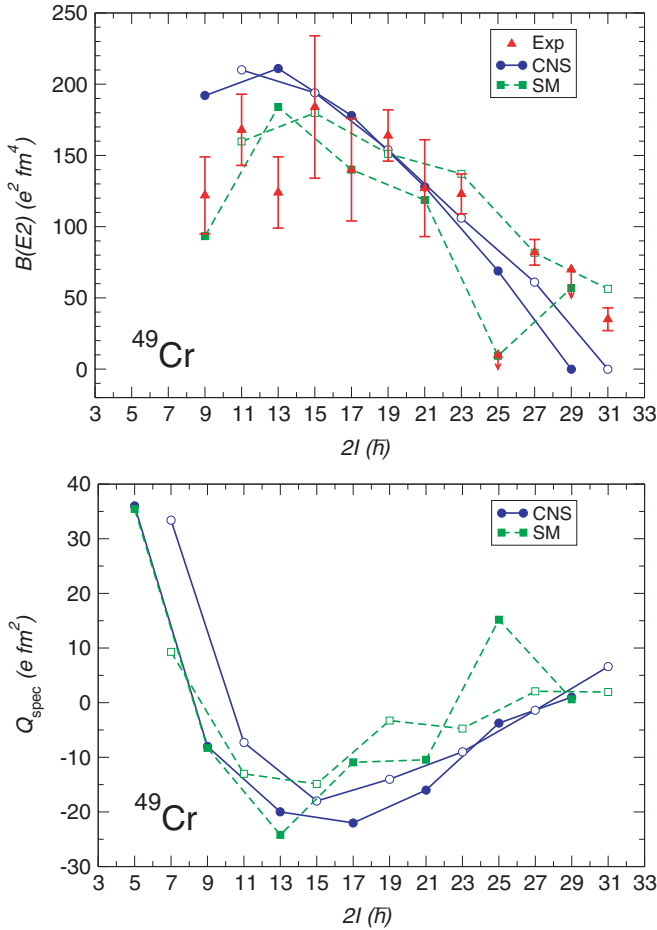 250
200
150
100
50
0
B(E2) (e² fm⁴)
Exp
CNS
SM
⁴⁹Cr
3 5 7 9 11 13 15 17 19 21 23 25 27 29 31 33
2I (ħ)
40
30
20
10
0
-10
-20
-30
Qspec (e fm²)
CNS
SM
⁴⁹Cr
3 5 7 9 11 13 15 17 19 21 23 25 27 29 31 33
2I (ħ)